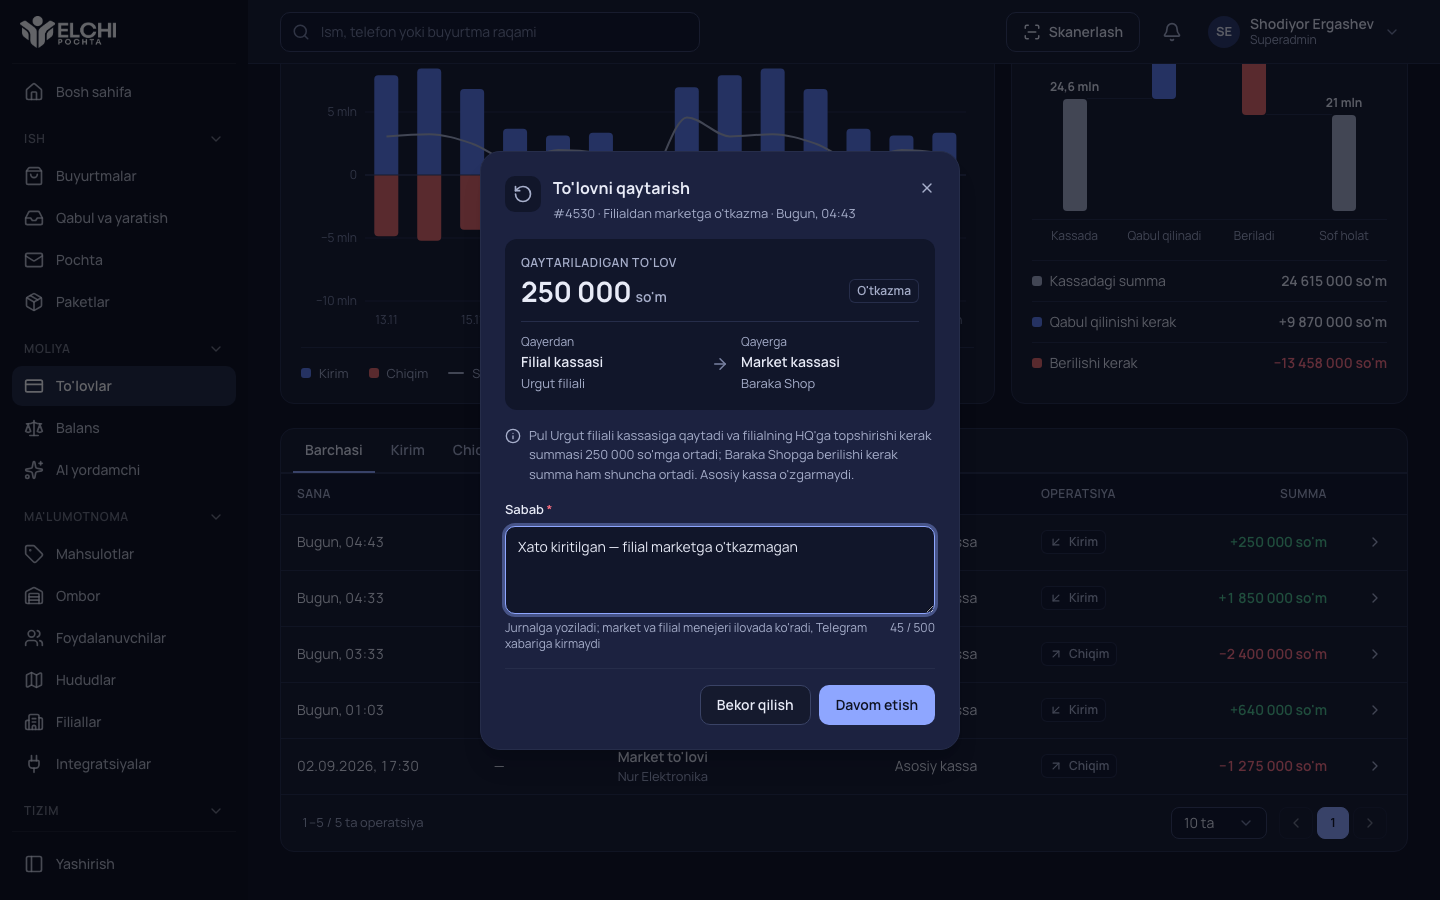 ELCHI
POCHTA
Ism, telefon yoki buyurtma raqami
Skanerlash
SE
Shodiyor Ergashev
Superadmin
Bosh sahifa
ISH
Buyurtmalar
Qabul va yaratish
Pochta
Paketlar
MOLIYA
To'lovlar
Balans
AI yordamchi
MA'LUMOTNOMA
Mahsulotlar
Ombor
Foydalanuvchilar
Hududlar
Filiallar
Integratsiyalar
TIZIM
Yashirish
5 mln
0
−5 mln
−10 mln
13.11
Kirim
Chiqim
24,6 mln
21 mln
Kassada
Qabul qilinadi
Beriladi
Sof holat
Kassadagi summa
24 615 000 so'm
Qabul qilinishi kerak
+9 870 000 so'm
Berilishi kerak
−13 458 000 so'm
To'lovni qaytarish
#4530 · Filialdan marketga o'tkazma · Bugun, 04:43
QAYTARILADIGAN TO'LOV
250 000 so'm
O'tkazma
Qayerdan
Filial kassasi
Urgut filiali
Qayerga
Market kassasi
Baraka Shop
Pul Urgut filiali kassasiga qaytadi va filialning HQ'ga topshirishi kerak
summasi 250 000 so'mga ortadi; Baraka Shopga berilishi kerak
summa ham shuncha ortadi. Asosiy kassa o'zgarmaydi.
Sabab *
Xato kiritilgan — filial marketga o'tkazmagan
Jurnalga yoziladi; market va filial menejeri ilovada ko'radi, Telegram
xabariga kirmaydi
45 / 500
Bekor qilish
Davom etish
Barchasi
Kirim
SANA
OPERATSIYA
SUMMA
Bugun, 04:43
Kirim
+250 000 so'm
Bugun, 04:33
Kirim
+1 850 000 so'm
Bugun, 03:33
Chiqim
−2 400 000 so'm
Bugun, 01:03
Kirim
+640 000 so'm
02.09.2026, 17:30
—
Market to'lovi
Nur Elektronika
Asosiy kassa
Chiqim
−1 275 000 so'm
1–5 / 5 ta operatsiya
10 ta
1